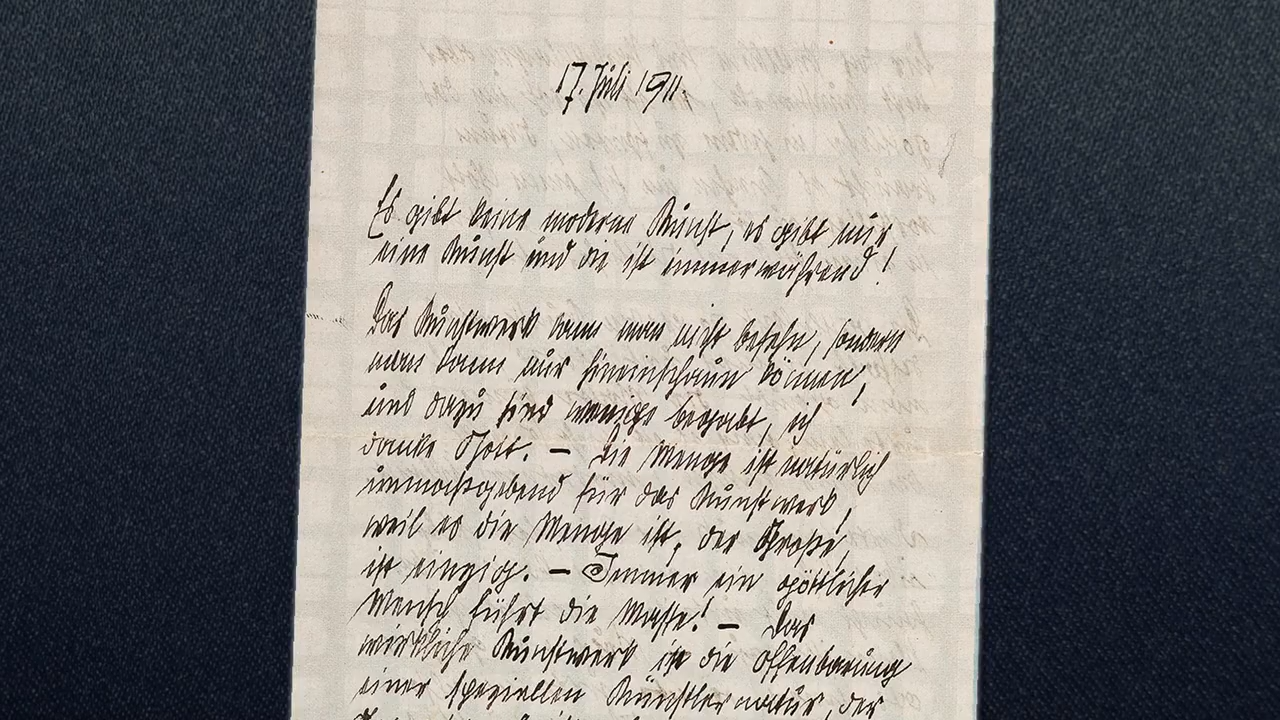 17. Juli 1911.
Es gibt keine moderne Kunst, es gibt nur,
eine Kunst und die ist immerwährend!
Das Kunstwerk kann man nicht besehn, sondern
man kann nur hineinschaun können,
und dazu sind wenige begabt, ich
danke Gott. — Die Menge ist natürlich
unmassgebend für das Kunstwerk,
weil es die Menge ist, der Große,
ist einzig. — Immer ein göttlicher
Mensch führt die Masse! — Das
wirkliche Kunstwerk ist die Offenbarung
einer speziellen Künstlernatur, der